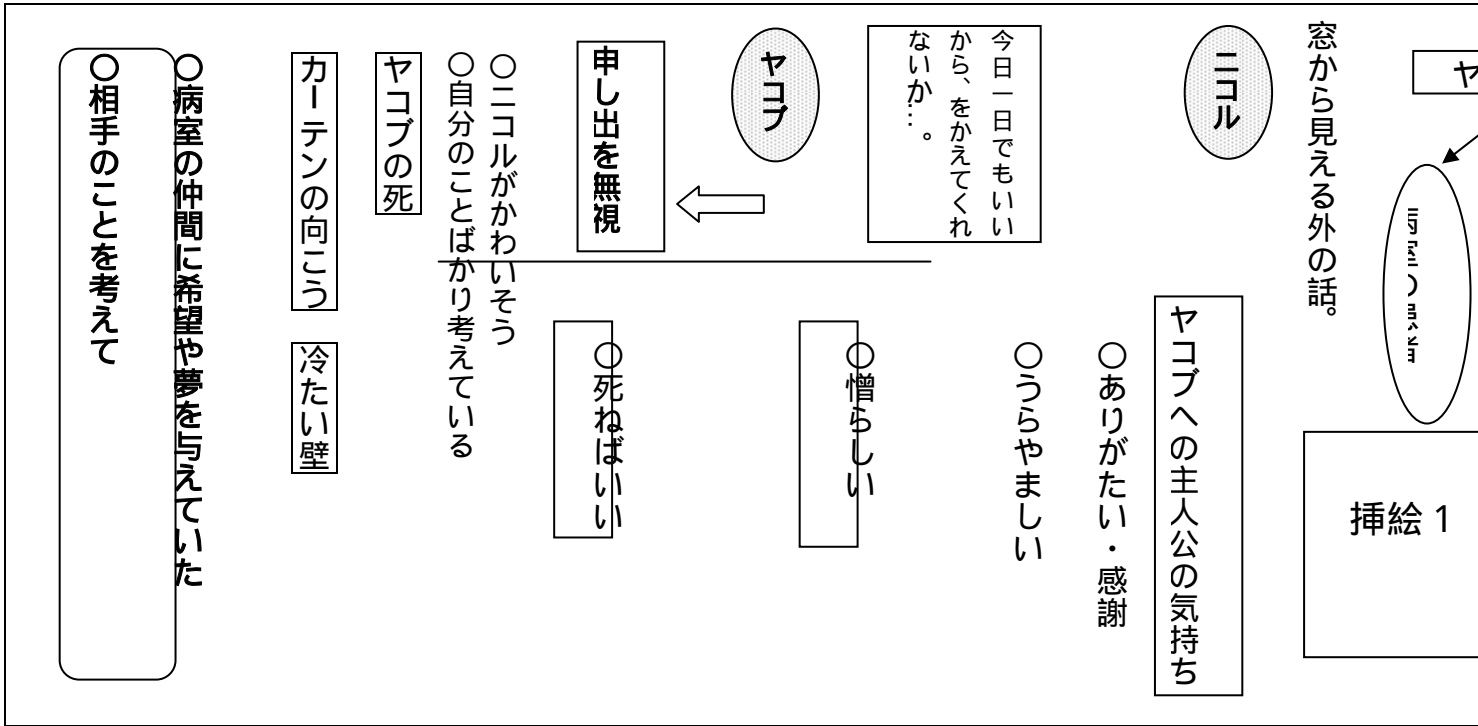 ヤ
窓から見える外の話。
挿絵１
ニコル
ヤコブへの主人公の気持ち
○ありがたい・感謝
○うらやましい
今日一日でもいい
から、をかえてくれ
ないか…。
○憎らしい
ヤコブ
申し出を無視
○死ねばいい
○ニコルがかわいそう
○自分のことばかり考えている
ヤコブの死
カーテンの向こう
冷たい壁
○病室の仲間に希望や夢を与えていた
○相手のことを考えて